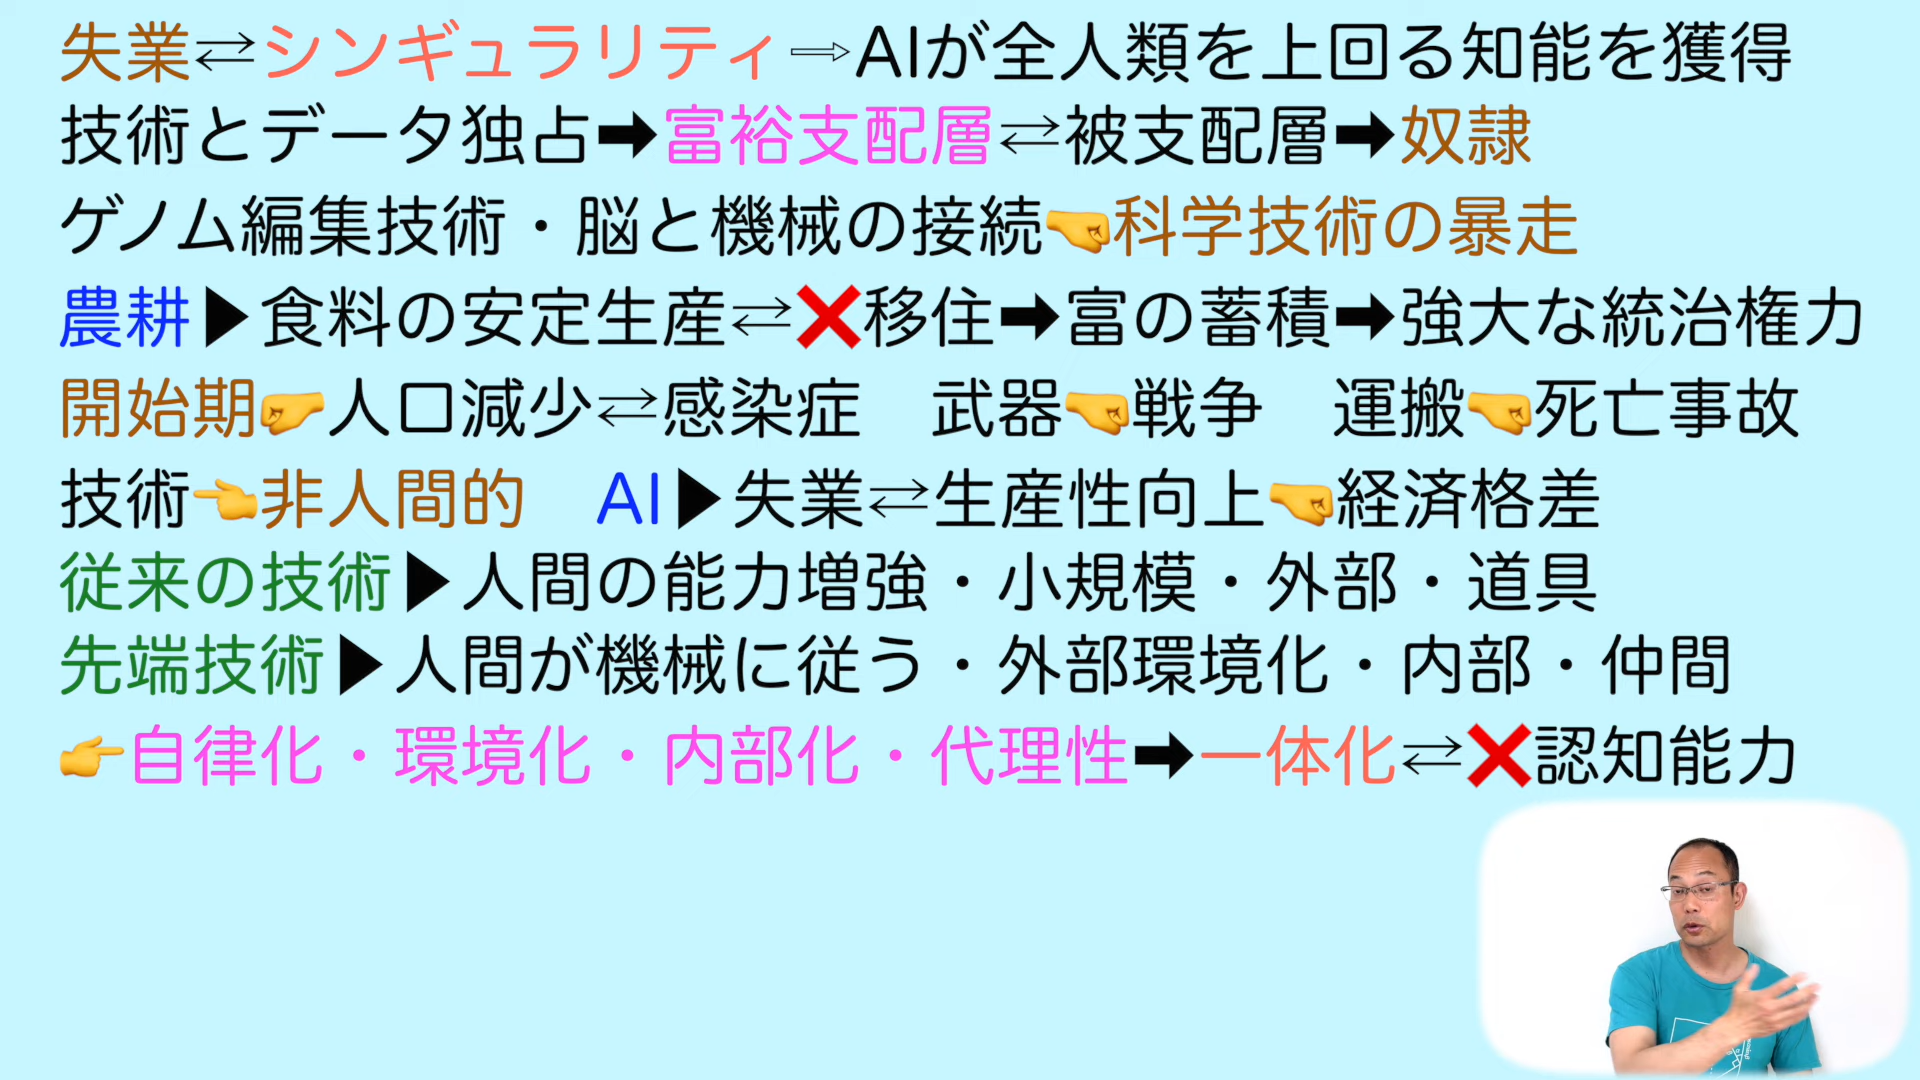 失業⇄シンギュラリティ⇨AIが全人類を上回る知能を獲得
技術とデータ独占➡富裕支配層⇄被支配層➡奴隷
ゲノム編集技術・脳と機械の接続🤜科学技術の暴走
農耕▶食料の安定生産⇄❌移住➡富の蓄積➡強大な統治権力
開始期🤛人口減少⇄感染症　武器🤜戦争　運搬🤜死亡事故
技術👈非人間的　AI▶失業⇄生産性向上🤜経済格差
従来の技術▶人間の能力増強・小規模・外部・道具
先端技術▶人間が機械に従う・外部環境化・内部・仲間
👉自律化・環境化・内部化・代理性➡一体化⇄❌認知能力